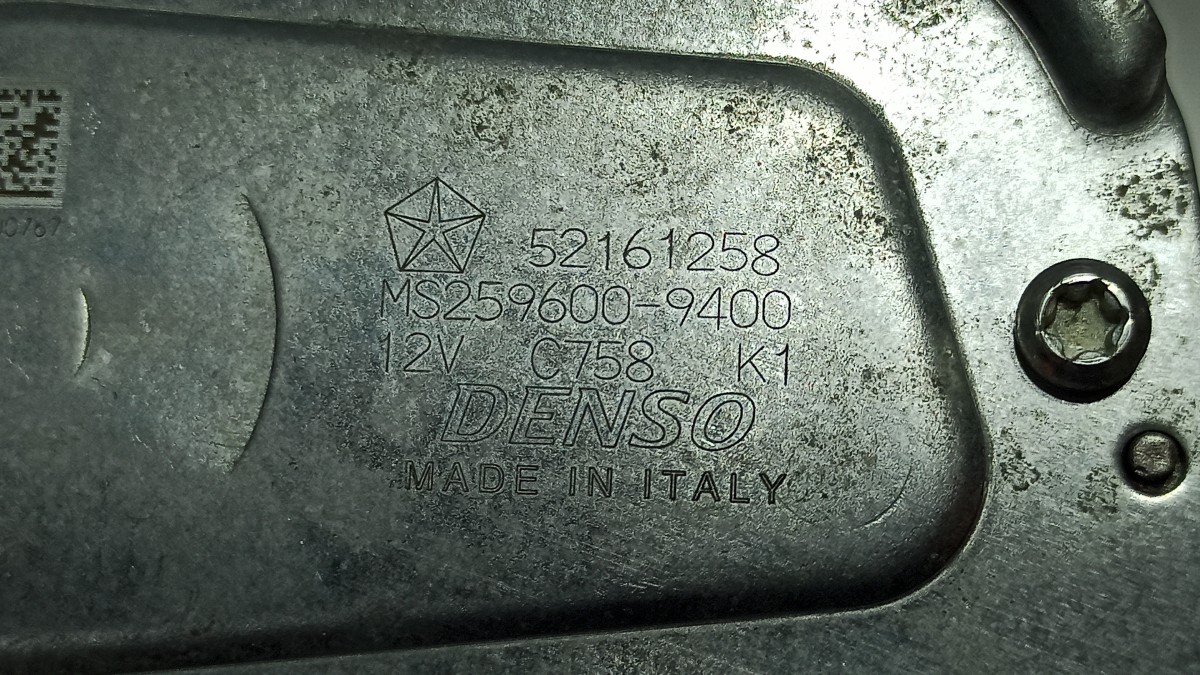 52161258
MS259600-9400
12V C758 K1
DENSO
MADE IN ITALY